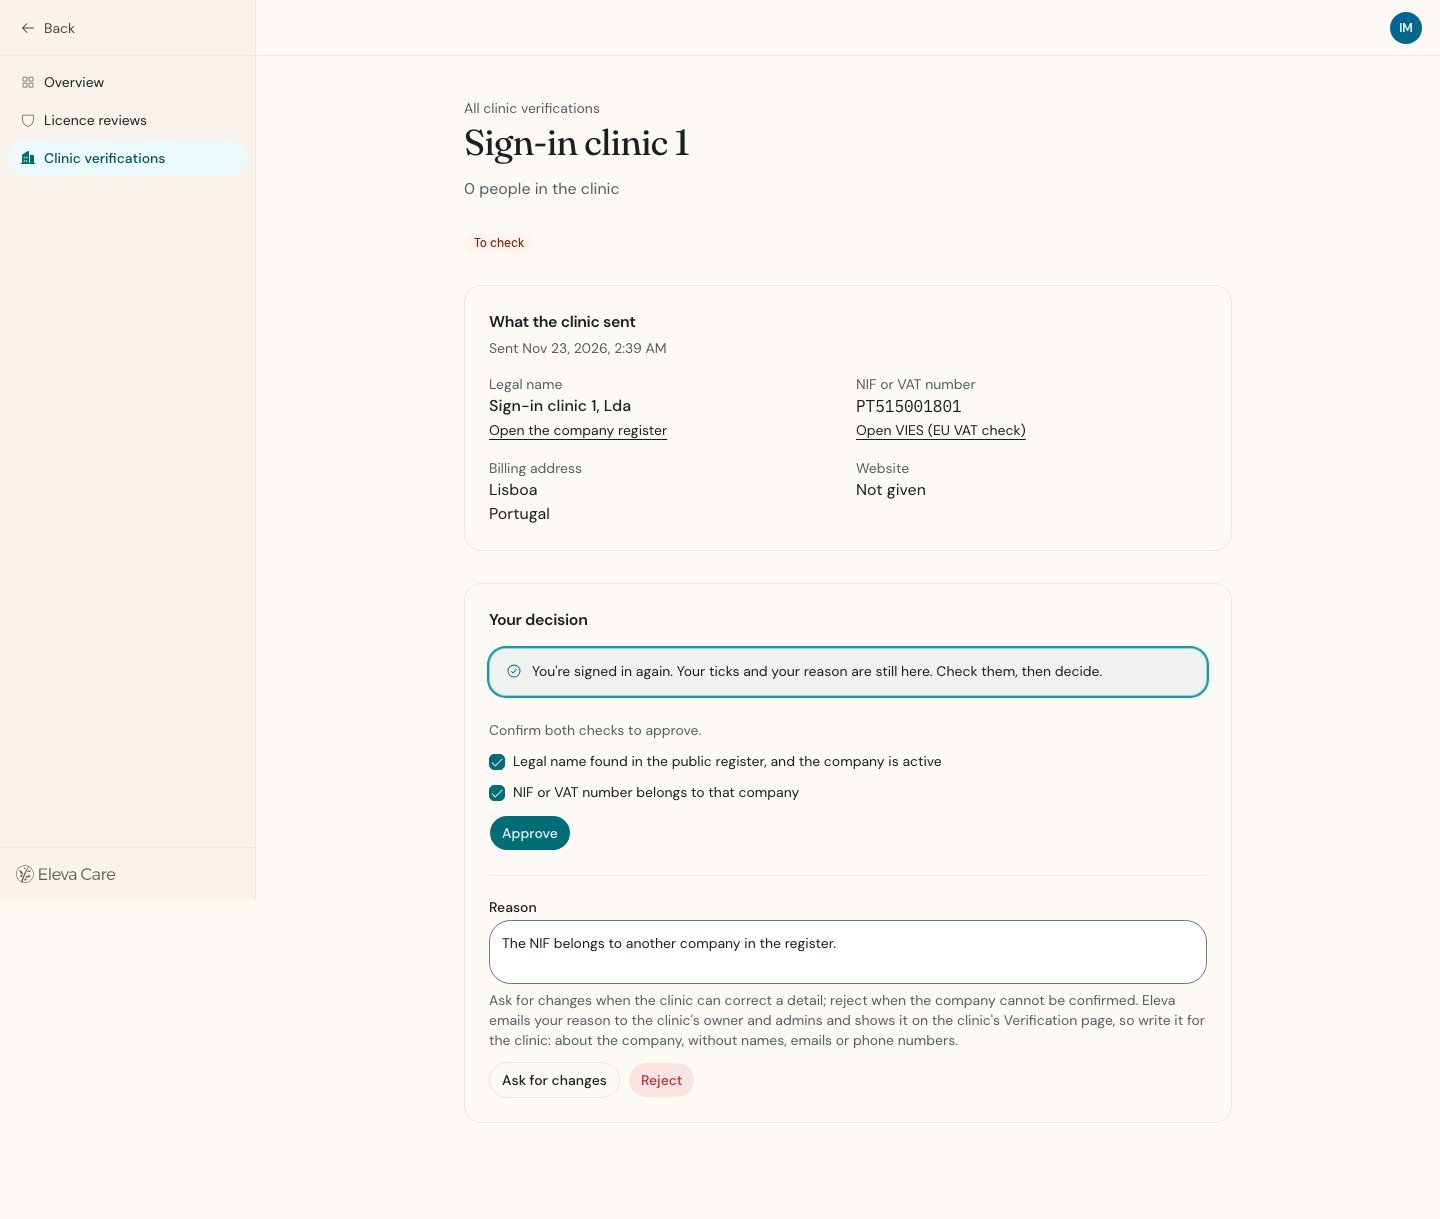 Back
IM
Overview
Licence reviews
Clinic verifications
All clinic verifications
Sign-in clinic 1
0 people in the clinic
To check
What the clinic sent
Sent Nov 23, 2026, 2:39 AM
Legal name
Sign-in clinic 1, Lda
Open the company register
NIF or VAT number
PT515001801
Open VIES (EU VAT check)
Billing address
Lisboa
Portugal
Website
Not given
Your decision
You're signed in again. Your ticks and your reason are still here. Check them, then decide.
Confirm both checks to approve.
Legal name found in the public register, and the company is active
NIF or VAT number belongs to that company
Approve
Reason
The NIF belongs to another company in the register.
Ask for changes when the clinic can correct a detail; reject when the company cannot be confirmed. Eleva
emails your reason to the clinic's owner and admins and shows it on the clinic's Verification page, so write it for
the clinic: about the company, without names, emails or phone numbers.
Ask for changes
Reject
Eleva Care